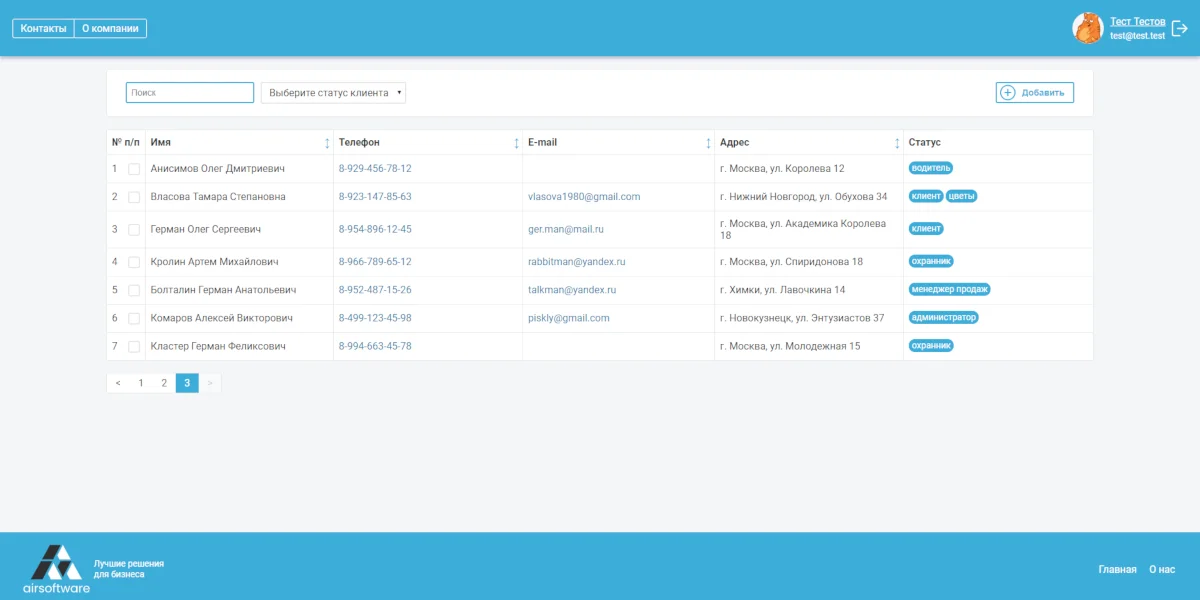 Контакты О компании
Тест Тестов
test@test.test
Поиск Выберите статус клиента Добавить
№ п/п Имя Телефон E-mail Адрес Статус
1 Анисимов Олег Дмитриевич 8-929-456-78-12 г. Москва, ул. Королева 12 водитель
2 Власова Тамара Степановна 8-923-147-85-63 vlasova1980@gmail.com г. Нижний Новгород, ул. Обухова 34 клиент цветы
3 Герман Олег Сергеевич 8-954-896-12-45 ger.man@mail.ru г. Москва, ул. Академика Королева 18 клиент
4 Кролин Артем Михайлович 8-966-789-65-12 rabbitman@yandex.ru г. Москва, ул. Спиридонова 18 охранник
5 Болталин Герман Анатольевич 8-952-487-15-26 talkman@yandex.ru г. Химки, ул. Лавочкина 14 менеджер продаж
6 Комаров Алексей Викторович 8-499-123-45-98 piskly@gmail.com г. Новокузнецк, ул. Энтузиастов 37 администратор
7 Кластер Герман Феликсович 8-994-663-45-78 г. Москва, ул. Молодежная 15 охранник
< 1 2 3 >
Лучшие решения
для бизнеса
airsoftware
Главная О нас